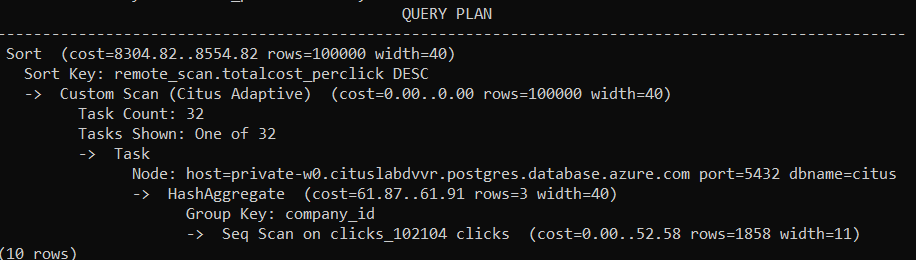 QUERY PLAN
-----------------------------------------------------------------------------------------------------
Sort  (cost=8304.82..8554.82 rows=100000 width=40)
  Sort Key: remote_scan.totalcost_perclick DESC
  ->  Custom Scan (Citus Adaptive)  (cost=0.00..0.00 rows=100000 width=40)
        Task Count: 32
        Tasks Shown: One of 32
        ->  Task
              Node: host=private-w0.cituslabdvvr.postgres.database.azure.com port=5432 dbname=citus
              ->  HashAggregate  (cost=61.87..61.91 rows=3 width=40)
                    Group Key: company_id
                    ->  Seq Scan on clicks_102104 clicks  (cost=0.00..52.58 rows=1858 width=11)
(10 rows)